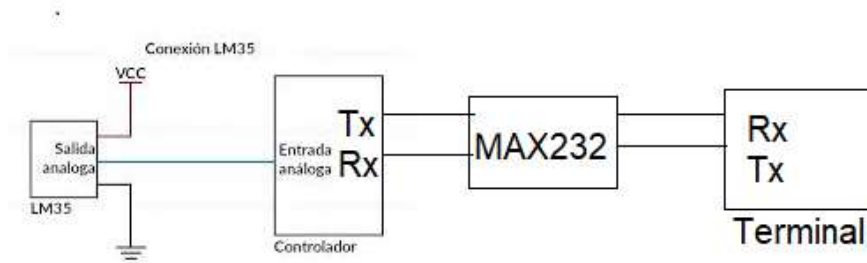 Conexión LM35
VCC
Salida
analoga
LM35
Entrada
análoga
Tx
Rx
Controlador
MAX232
Rx
Tx
Terminal